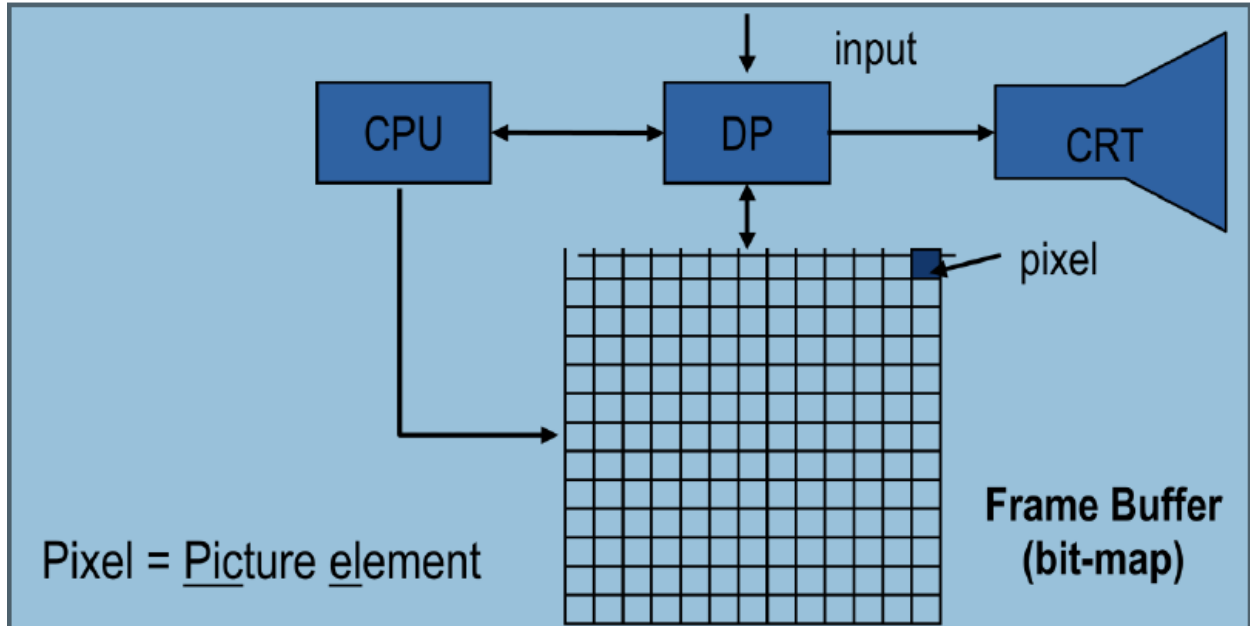 input
CPU
DP
CRT
pixel
Frame Buffer
(bit-map)
Pixel = Picture element